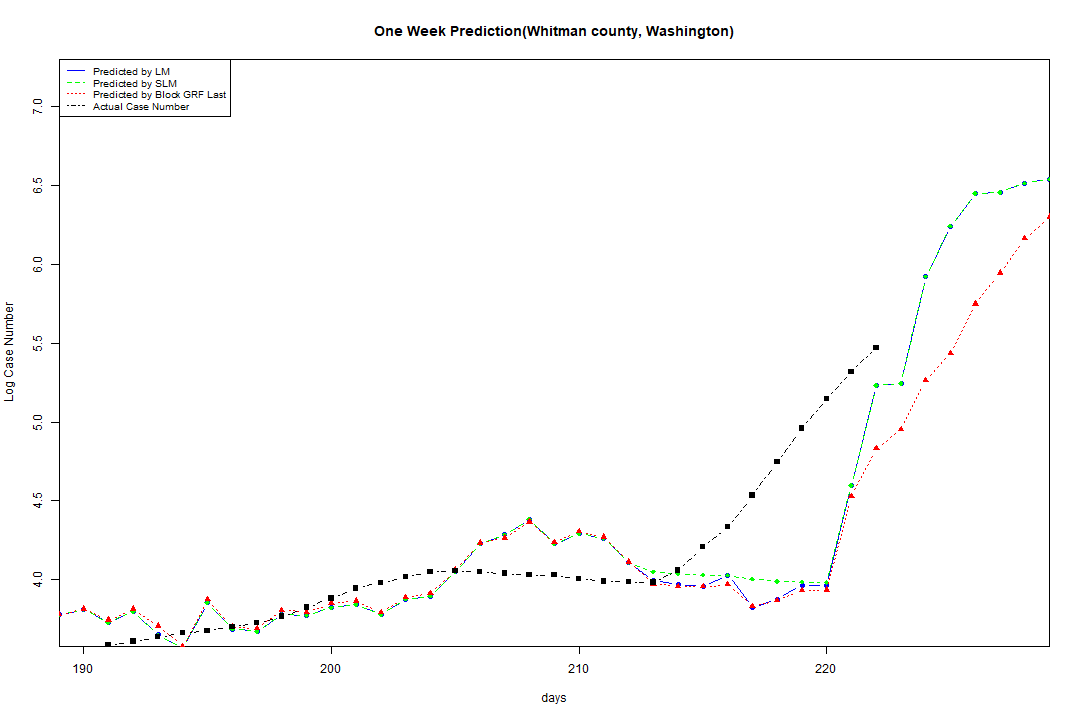 One Week Prediction(Whitman county, Washington)
Predicted by LM
Predicted by SLM
Predicted by Block GRF Last
Actual Case Number
7.0
6.5
6.0
5.5
5.0
4.5
4.0
Log Case Number
190 200 210 220
days